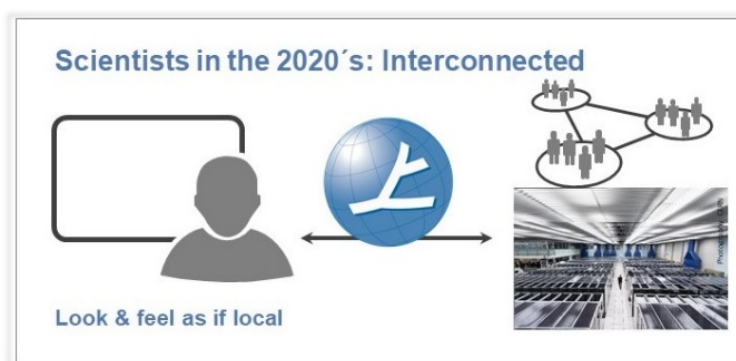 Scientists in the 2020´s: Interconnected
Look & feel as if local